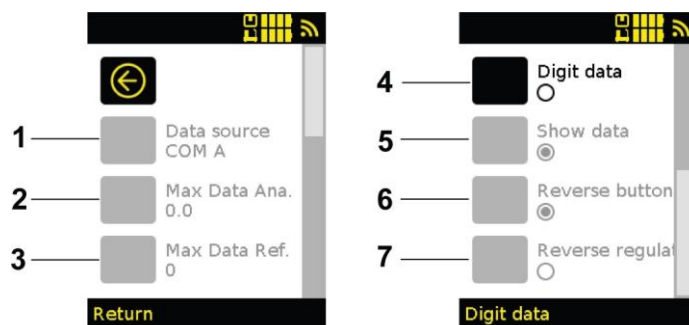 1
Data source
COM A
2
Max Data Ana.
0.0
3
Max Data Ref.
0
Return
4
Digit data
5
Show data
6
Reverse button
7
Reverse regulat
Digit data